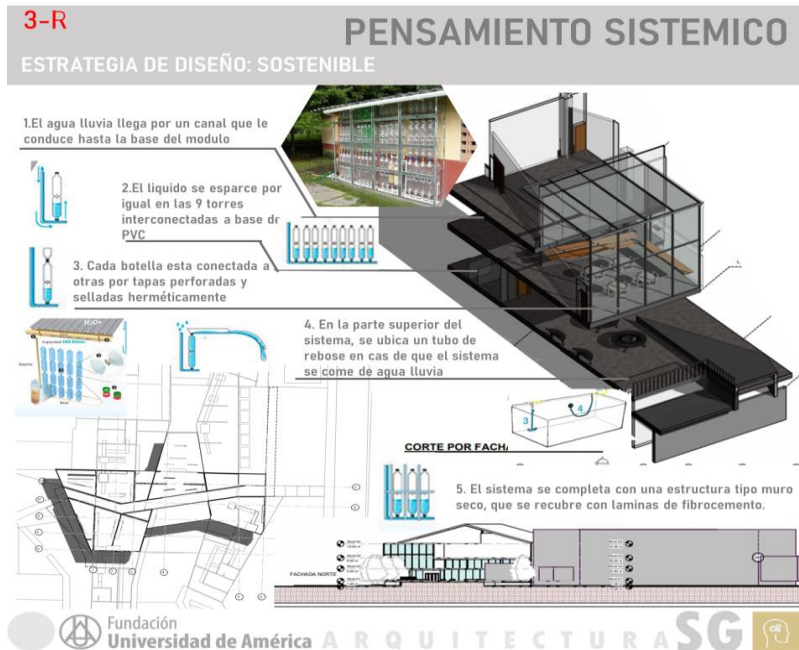 3-R
PENSAMIENTO SISTEMICO
ESTRATEGIA DE DISEÑO: SOSTENIBLE
1.El agua lluvia llega por un canal que le
conduce hasta la base del modulo
2.El liquido se esparce por
igual en las 9 torres
interconectadas a base de
PVC
3. Cada botella esta conectada a
otras por tapas perforadas y
selladas herméticamente
4. En la parte superior del
sistema, se ubica un tubo de
rebose en cas de que el sistema
se come de agua lluvia
3
4
CORTE POR FACHA
5. El sistema se completa con una estructura tipo muro
seco, que se recubre con laminas de fibrocemento.
FACHADA NORTE
Fundación
Universidad de América
ARQUITECTURA
SG